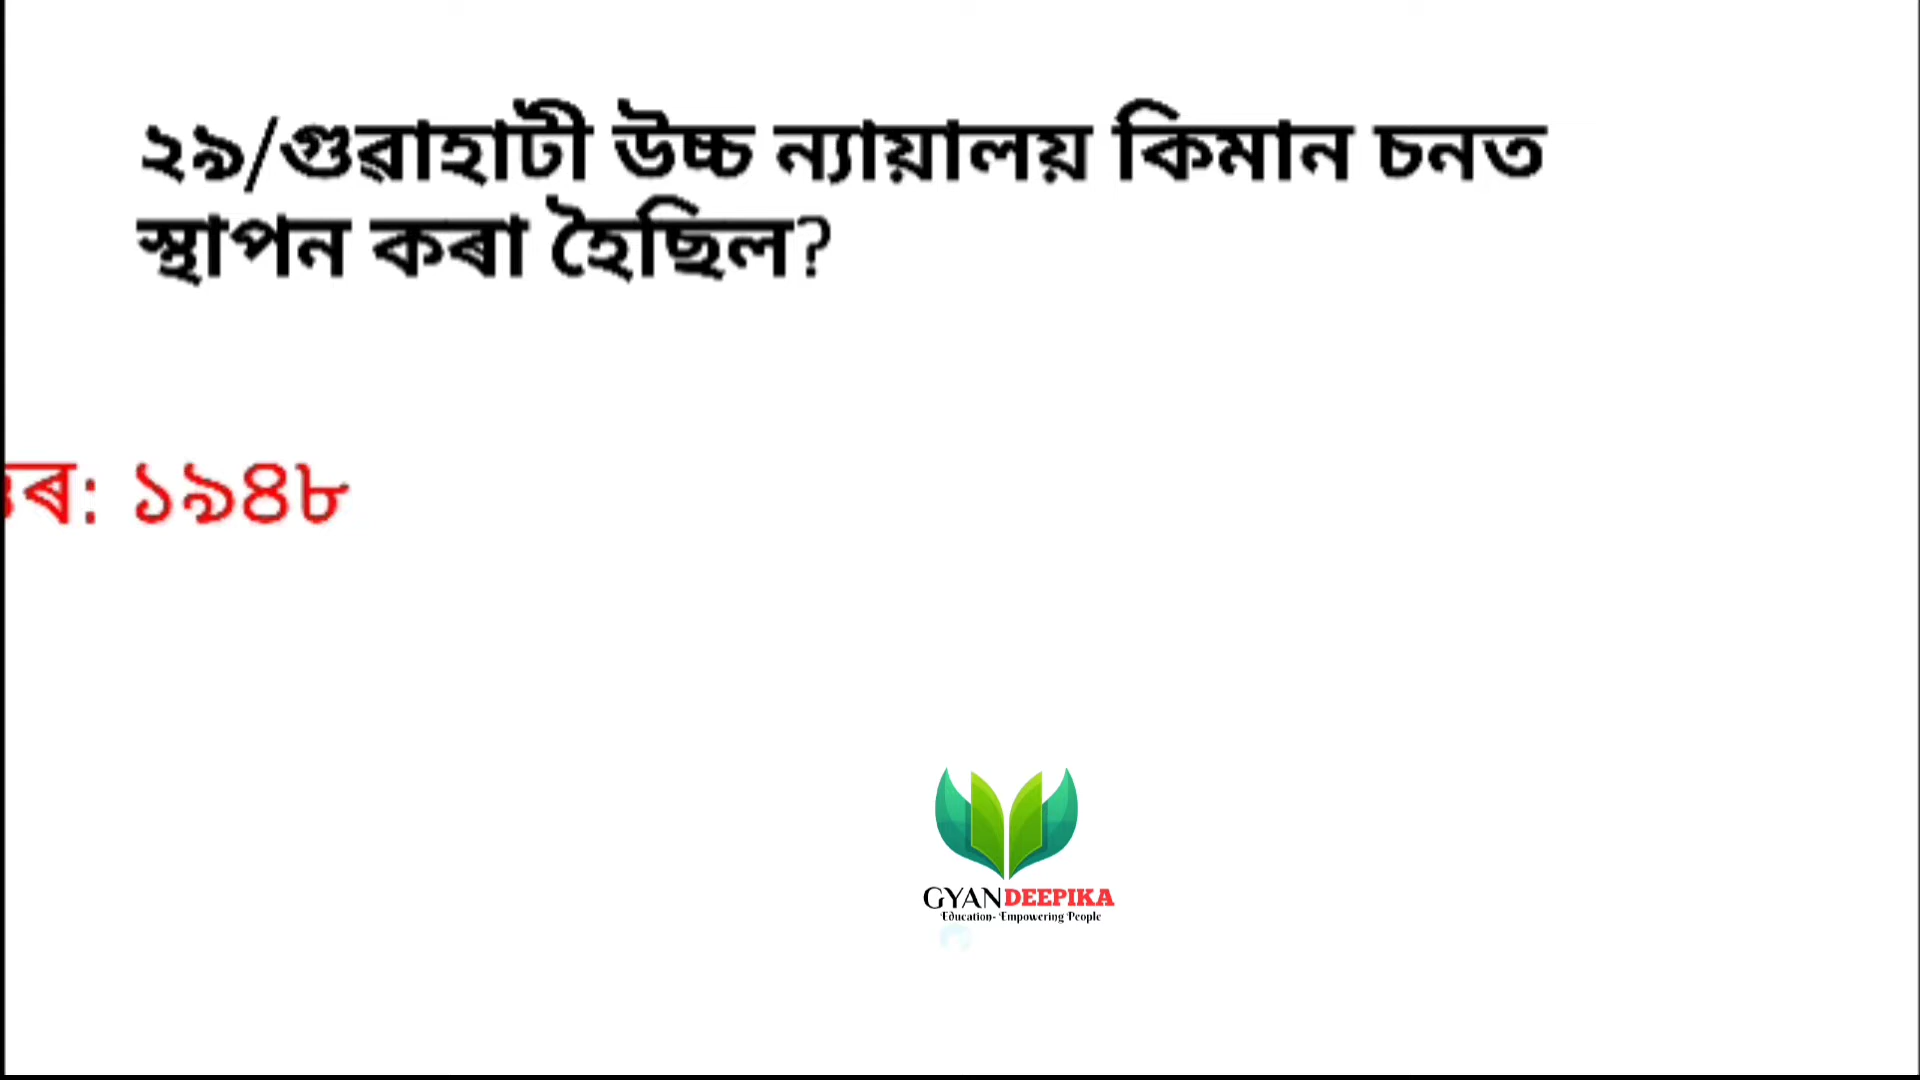 ২৯/গুৱাহাটী উচ্চ ন্যায়ালয় কিমান চনত
স্থাপন কৰা হৈছিল?
১৯৪৮
GYANDEEPIKA
Education- Empowering People